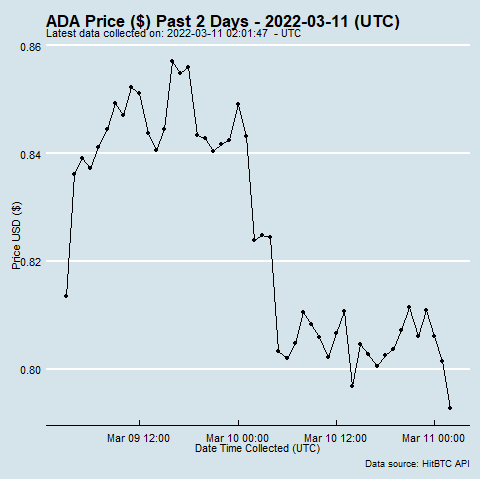 ADA Price ($) Past 2 Days - 2022-03-11 (UTC)
Latest data collected on: 2022-03-11 02:01:47 - UTC
0.86
0.84
0.82
0.80
Price USD ($)
Mar 09 12:00
Mar 10 00:00
Mar 10 12:00
Mar 11 00:00
Date Time Collected (UTC)
Data source: HitBTC API